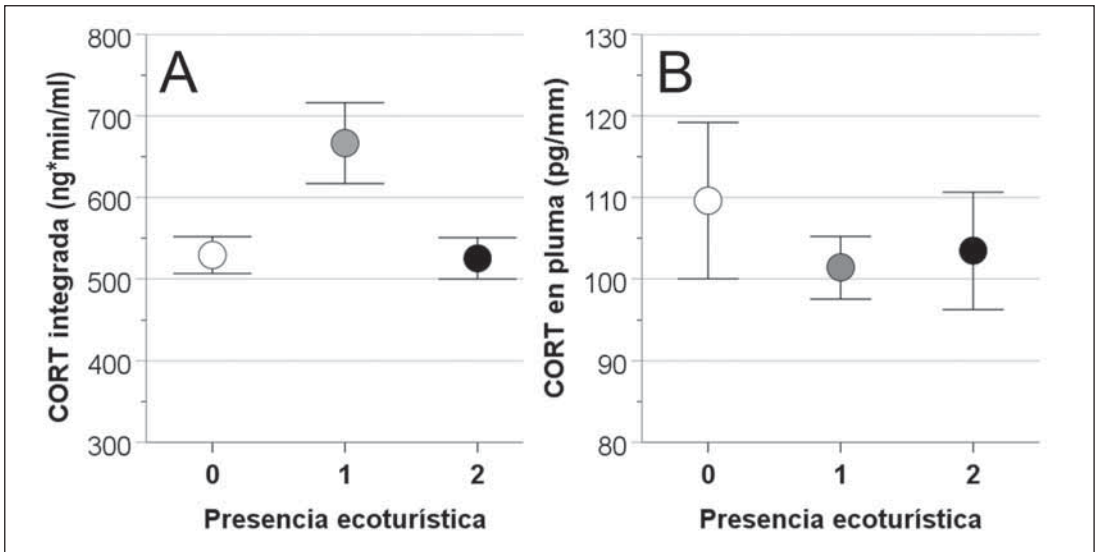 A
CORT integrada (ng*min/ml)
800
700
600
500
400
300
0 1 2
Presencia ecoturística
B
CORT en pluma (pg/mm)
130
120
110
100
90
80
0 1 2
Presencia ecoturística